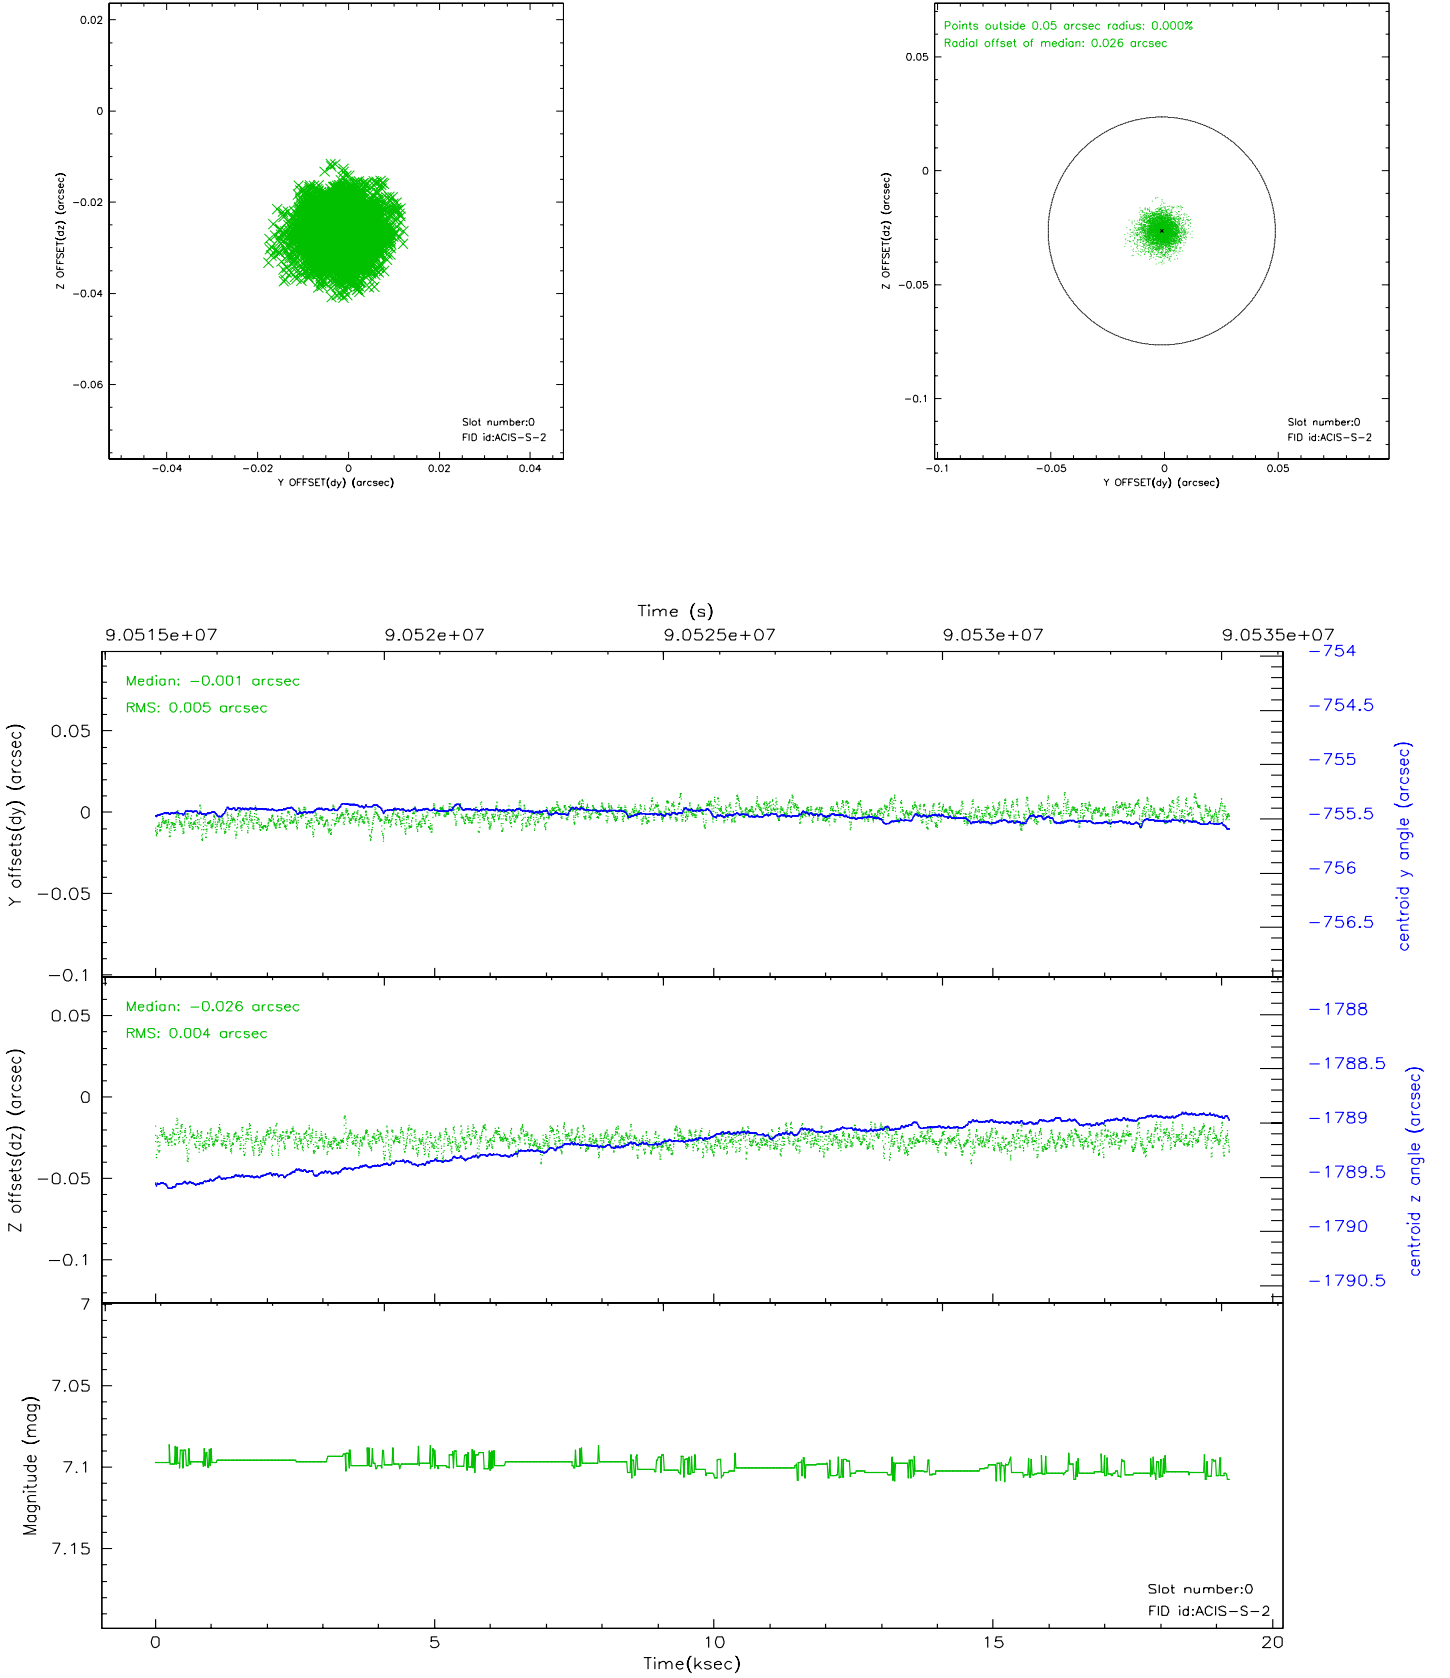 0.02
0
-0.02
-0.04
-0.06
Z OFFSET(dz) (arcsec)
Slot number:0
FID id:ACIS-S-2
-0.04 -0.02 0 0.02 0.04
Y OFFSET(dy) (arcsec)
Points outside 0.05 arcsec radius: 0.000%
Radial offset of median: 0.026 arcsec
0.05
0
-0.05
-0.1
Z OFFSET(dz) (arcsec)
Slot number:0
FID id:ACIS-S-2
-0.1 -0.05 0 0.05
Y OFFSET(dy) (arcsec)
Time (s)
9.0515e+07 9.052e+07 9.0525e+07 9.053e+07 9.0535e+07
Median: -0.001 arcsec
RMS: 0.005 arcsec
0.05
0
-0.05
-0.1
Y offsets(dy) (arcsec)
-754
-754.5
-755
-755.5
-756
-756.5
centroid y angle (arcsec)
Median: -0.026 arcsec
RMS: 0.004 arcsec
0.05
0
-0.05
-0.1
Z offsets(dz) (arcsec)
-1788
-1788.5
-1789
-1789.5
-1790
-1790.5
centroid z angle (arcsec)
7
7.05
7.1
7.15
Magnitude (mag)
Slot number:0
FID id:ACIS-S-2
0 5 10 15 20
Time(ksec)